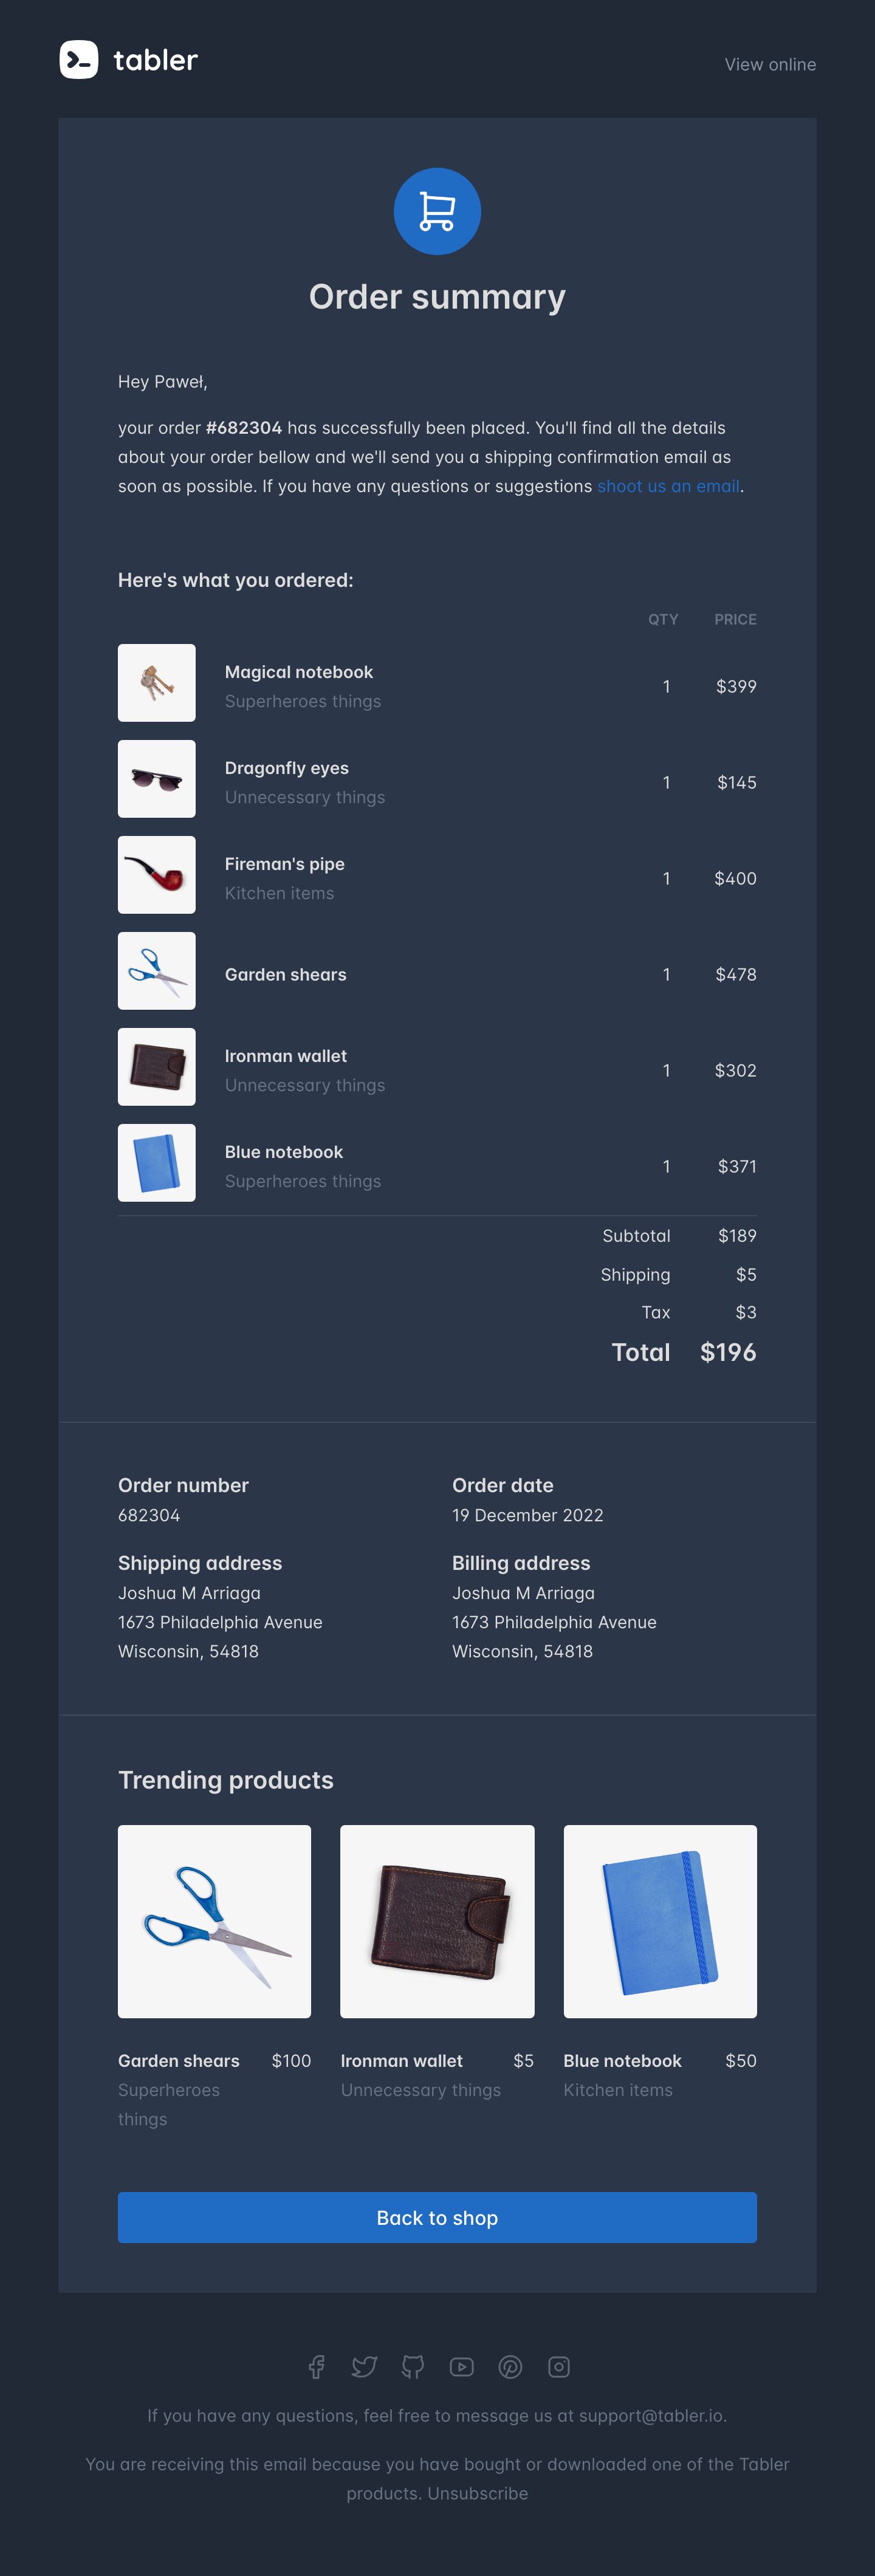 tabler
View online
Order summary
Hey Paweł,
your order #682304 has successfully been placed. You'll find all the details
about your order bellow and we'll send you a shipping confirmation email as
soon as possible. If you have any questions or suggestions shoot us an email.
Here's what you ordered:
QTY PRICE
Magical notebook
Superheroes things
1 $399
Dragonfly eyes
Unnecessary things
1 $145
Fireman's pipe
Kitchen items
1 $400
Garden shears 1 $478
Ironman wallet
Unnecessary things
1 $302
Blue notebook
Superheroes things
1 $371
Subtotal $189
Shipping $5
Tax $3
Total $196
Order number
682304
Order date
19 December 2022
Shipping address
Joshua M Arriaga
1673 Philadelphia Avenue
Wisconsin, 54818
Billing address
Joshua M Arriaga
1673 Philadelphia Avenue
Wisconsin, 54818
Trending products
Garden shears $100
Superheroes
things
Ironman wallet $5
Unnecessary things
Blue notebook $50
Kitchen items
Back to shop
If you have any questions, feel free to message us at support@tabler.io.
You are receiving this email because you have bought or downloaded one of the Tabler
products. Unsubscribe